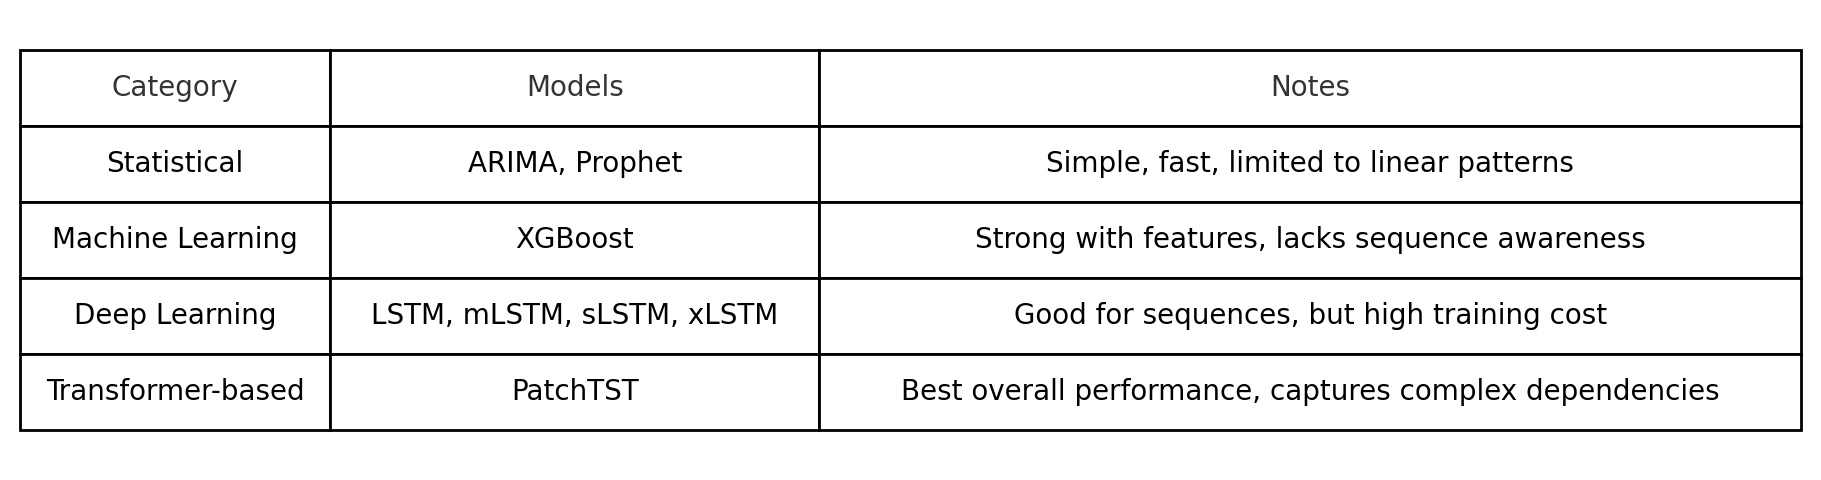 Category Models Notes
Statistical ARIMA, Prophet Simple, fast, limited to linear patterns
Machine Learning XGBoost Strong with features, lacks sequence awareness
Deep Learning LSTM, mLSTM, sLSTM, xLSTM Good for sequences, but high training cost
Transformer-based PatchTST Best overall performance, captures complex dependencies